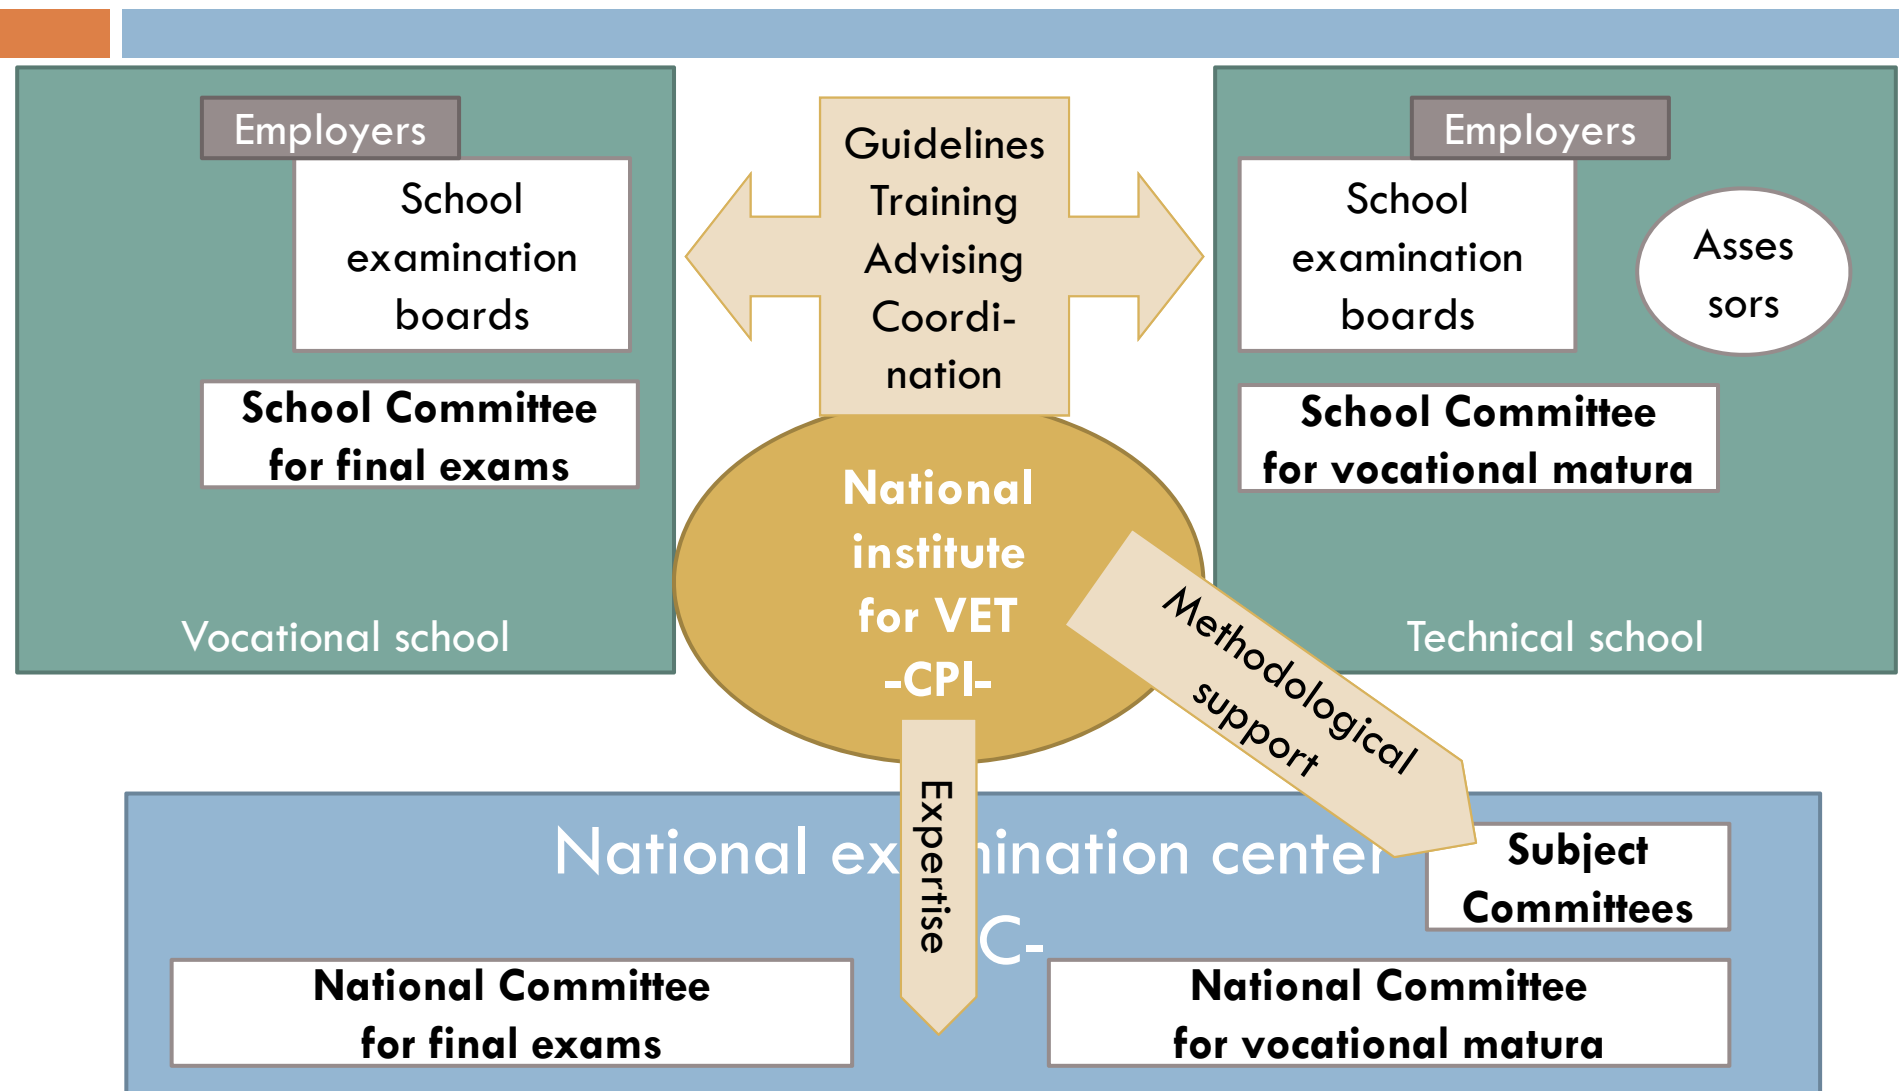 Employers
School
examination
boards
School Committee
for final exams
Vocational school
Guidelines
Training
Advising
Coordi-
nation
National
institute
for VET
-CPI-
Employers
School
examination
boards
Asses
sors
School Committee
for vocational matura
Technical school
Methodological
support
Expertise
National center
C-
Subject
Committees
National Committee
for final exams
National Committee
for vocational matura